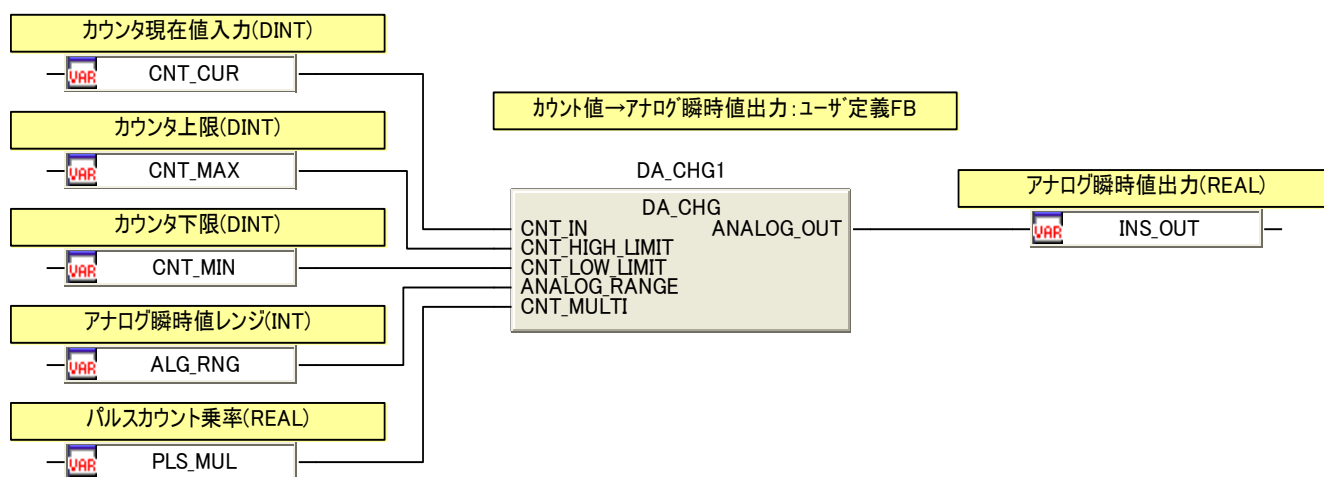 カウンタ現在値入力(DINT)
VAR CNT_CUR
カウンタ上限(DINT)
VAR CNT_MAX
カウンタ下限(DINT)
VAR CNT_MIN
アナログ瞬時値レンジ(INT)
VAR ALG_RNG
パルスカウント乗率(REAL)
VAR PLS_MUL
カウント値→アナログ瞬時値出力:ユーザ定義FB
DA_CHG1
DA_CHG
CNT_IN ANALOG_OUT
CNT_HIGH_LIMIT
CNT_LOW_LIMIT
ANALOG_RANGE
CNT_MULTI
アナログ瞬時値出力(REAL)
VAR INS_OUT